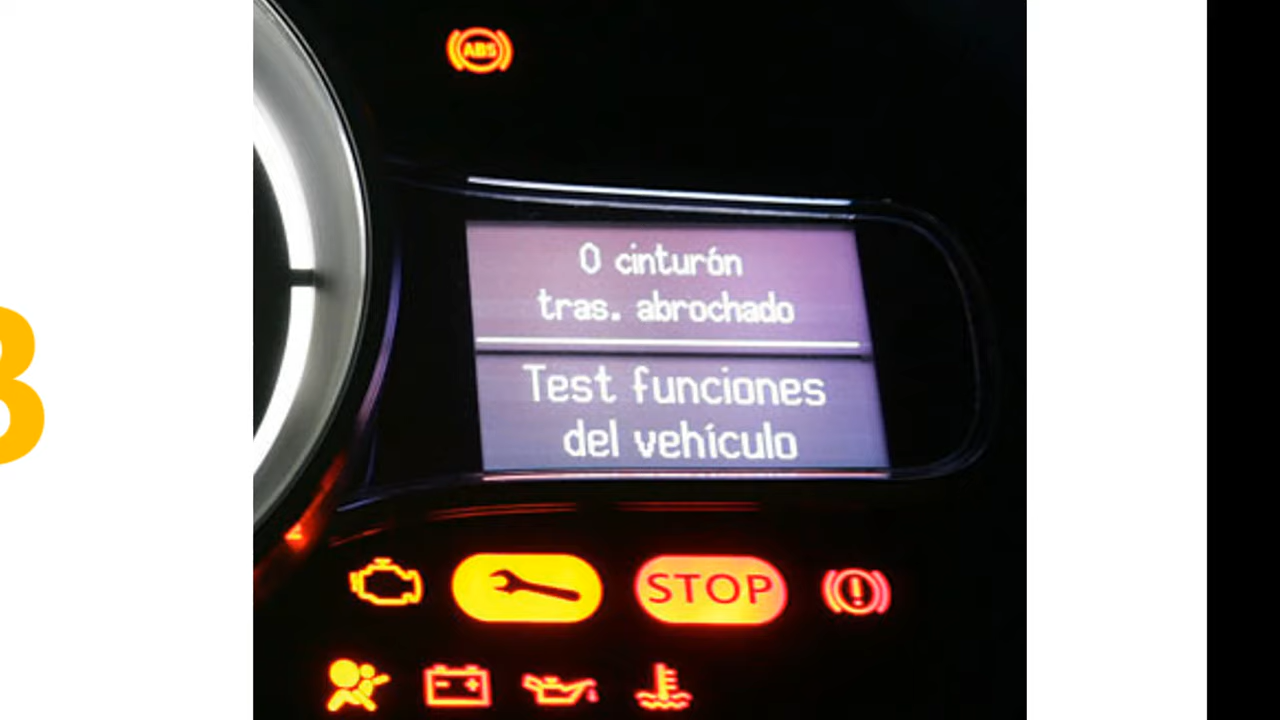 ABS
0 cinturón
tras. abrochado
Test funciones
del vehículo
STOP